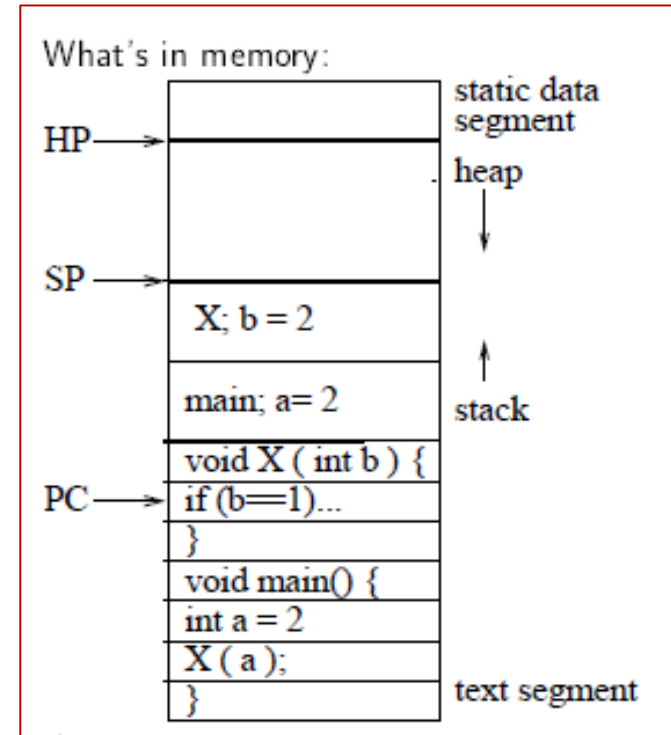 What's in memory:
static data
segment
HP
heap
SP
X; b = 2
main; a= 2
stack
void X ( int b ) {
PC
if (b==1)...
}
void main() {
int a = 2
X ( a );
}
text segment